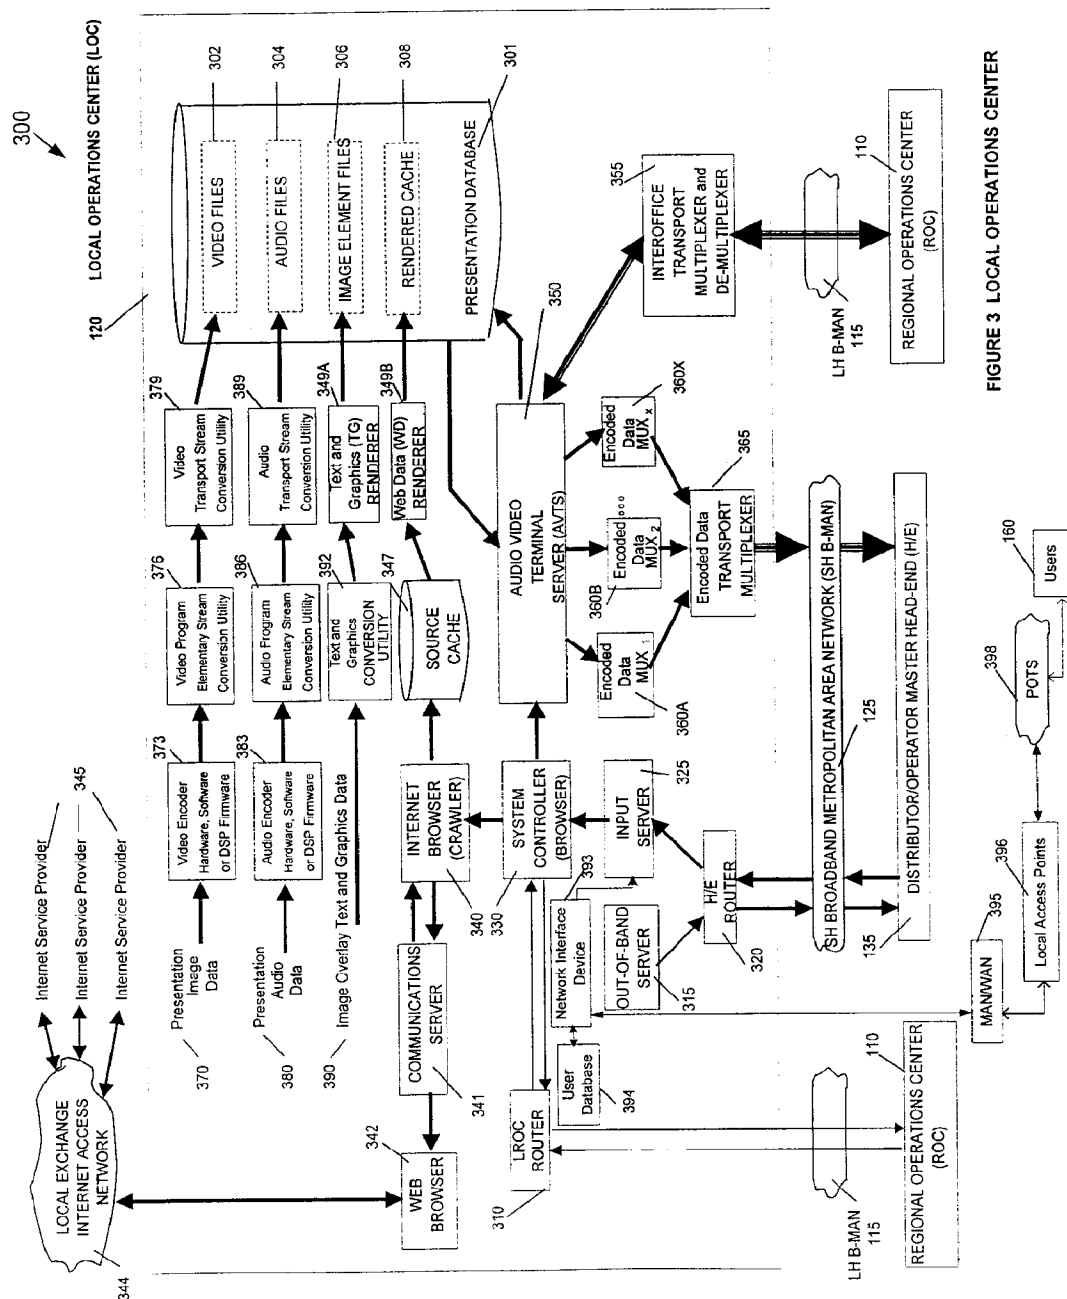 300
LOCAL OPERATIONS CENTER (LOC)
120
LOCAL EXCHANGE
INTERNET ACCESS
NETWORK
344
Internet Service Provider
Internet Service Provider
Internet Service Provider
345
Presentation
Image
Data
370
373
Video Encoder
Hardware, Software
or DSP Firmware
376
Video Program
Elementary Stream
Conversion Utility
379
Video
Transport Stream
Conversion Utility
VIDEO FILES
302
Presentation
Audio
Data
380
383
Audio Encoder
Hardware, Software
or DSP Firmware
386
Audio Program
Elementary Stream
Conversion Utility
389
Audio
Transport Stream
Conversion Utility
AUDIO FILES
304
390
Image Overlay Text and Graphics Data
392
Text and
Graphics
CONVERSION
UTILITY
349A
Text and
Graphics (TG)
RENDERER
IMAGE ELEMENT FILES
306
342
WEB
BROWSER
COMMUNICATIONS
SERVER
341
INTERNET
BROWSER
(CRAWLER)
340
347
SOURCE
CACHE
349B
Web Data (WD)
RENDERER
RENDERED CACHE
308
PRESENTATION DATABASE
301
LROC
ROUTER
310
SYSTEM
CONTROLLER
(BROWSER)
330
AUDIO VIDEO
TERMINAL
SERVER (AVTS)
350
User
Database
394
Network Interface
Device
393
INPUT
SERVER
325
Encoded
Data
MUX
360A
Encoded
Data
MUX 2
360B
ooo
Encoded
Data
MUX x
360X
INTEROFFICE
TRANSPORT
MULTIPLEXER and
DE-MULTIPLEXER
355
OUT-OF-BAND
SERVER
315
H/E
ROUTER
320
Encoded Data
TRANSPORT
MULTIPLEXER
365
LH B-MAN
115
(SH BROADBAND METROPOLITAN AREA NETWORK (SH B-MAN)
125
LH B-MAN
115
REGIONAL OPERATIONS CENTER
(ROC)
110
135
DISTRIBUTOR/OPERATOR MASTER HEAD-END (H/E)
REGIONAL OPERATIONS CENTER
(ROC)
110
MAN/WAN
395
Local Access Points
396
POTS
398
Users
160
FIGURE 3 LOCAL OPERATIONS CENTER